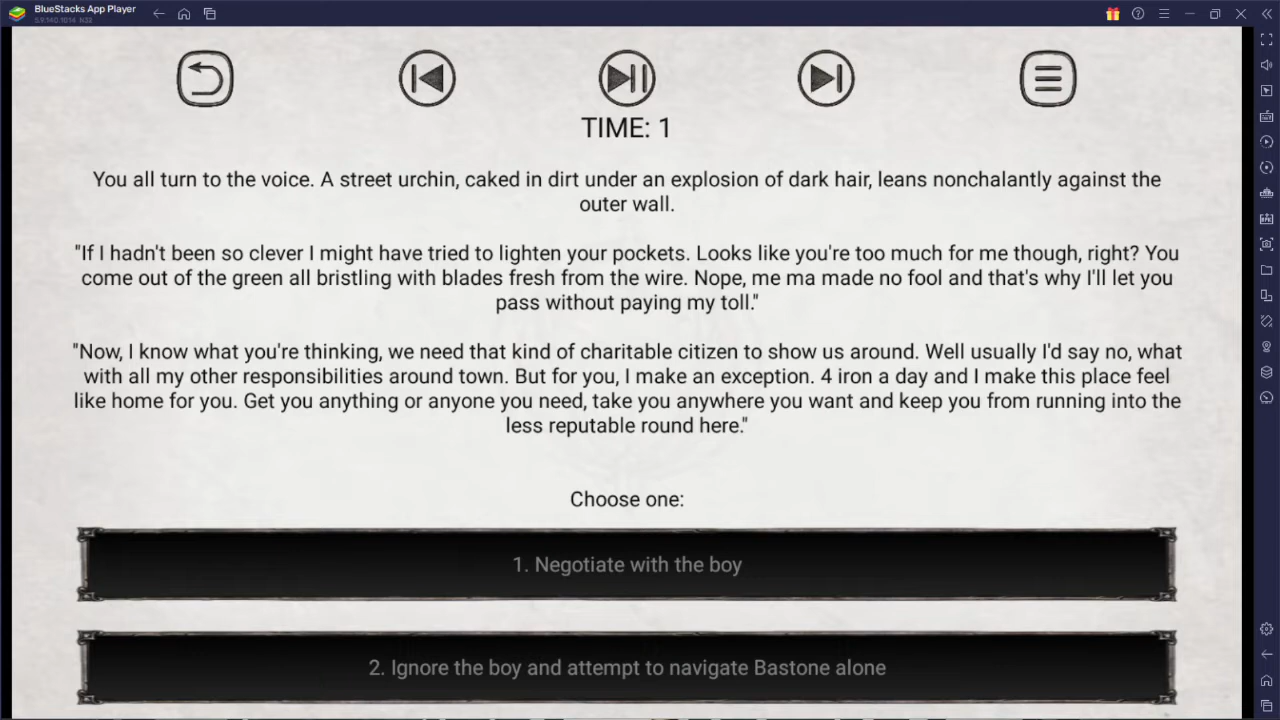 BlueStacks App Player
5.9.140.1014 N32
TIME: 1
You all turn to the voice. A street urchin, caked in dirt under an explosion of dark hair, leans nonchalantly against the
outer wall.
"If I hadn't been so clever I might have tried to lighten your pockets. Looks like you're too much for me though, right? You
come out of the green all bristling with blades fresh from the wire. Nope, me ma made no fool and that's why I'll let you
pass without paying my toll."
"Now, I know what you're thinking, we need that kind of charitable citizen to show us around. Well usually I'd say no, what
with all my other responsibilities around town. But for you, I make an exception. 4 iron a day and I make this place feel
like home for you. Get you anything or anyone you need, take you anywhere you want and keep you from running into the
less reputable round here."
Choose one:
1. Negotiate with the boy
2. Ignore the boy and attempt to navigate Bastone alone